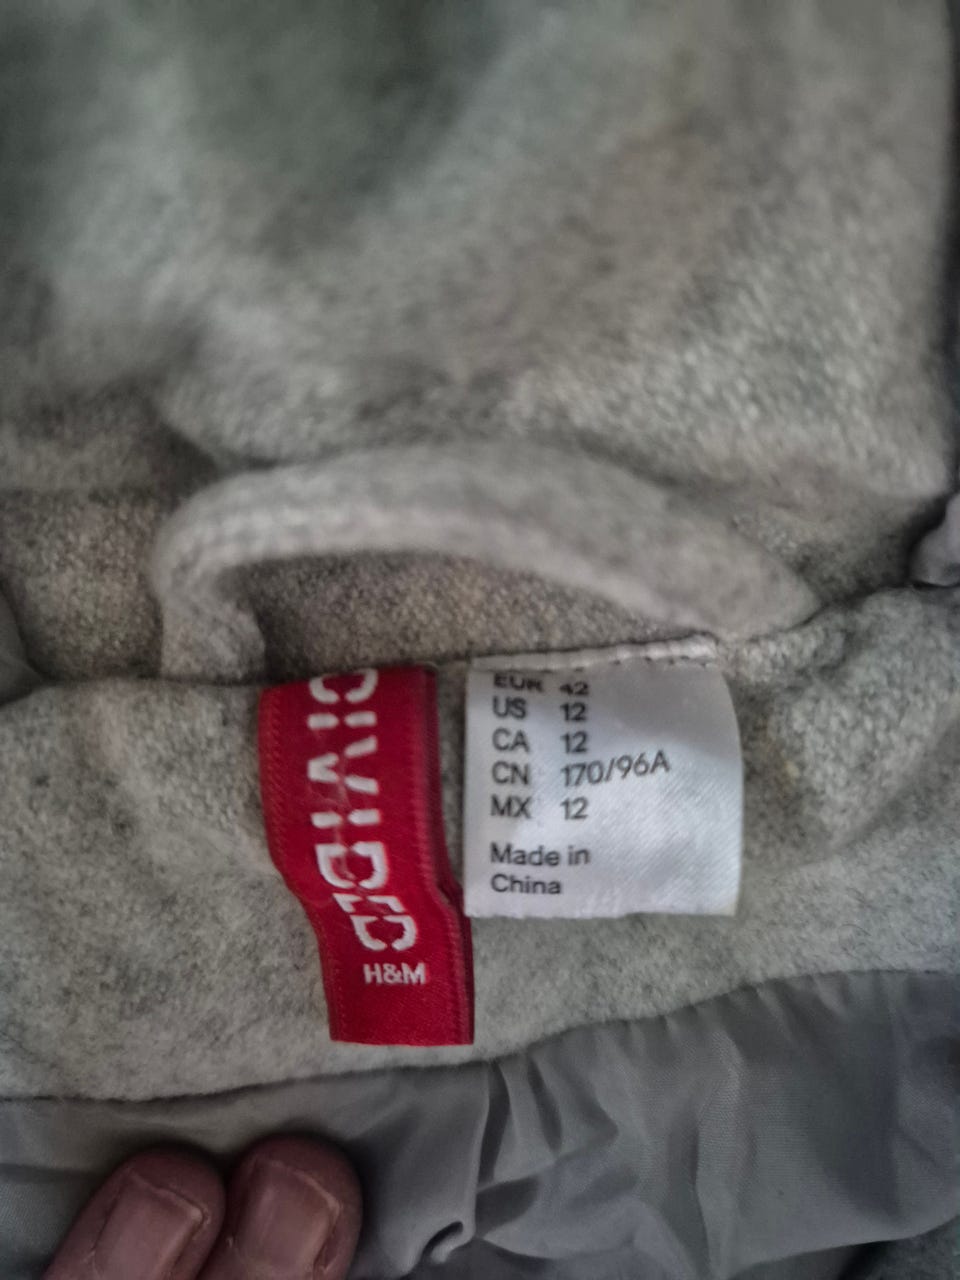 DIVIDED
H&M
EUR 42
US 12
CA 12
CN 170/96A
MX 12
Made in
China